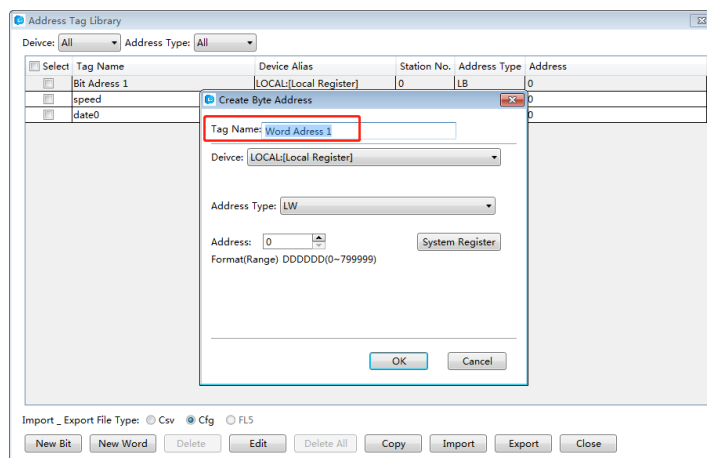 Address Tag Library
Deivce: All Address Type: All
Select Tag Name Device Alias Station No. Address Type Address
Bit Adress 1 LOCAL:[Local Register] 0 LB 0
speed 0
date0 0
Create Byte Address
Tag Name: Word Adress 1
Deivce: LOCAL:[Local Register]
Address Type: LW
Address: 0 System Register
Format(Range) DDDDDD(0~799999)
OK Cancel
Import _ Export File Type: Csv Cfg FL5
New Bit New Word Delete Edit Delete All Copy Import Export Close